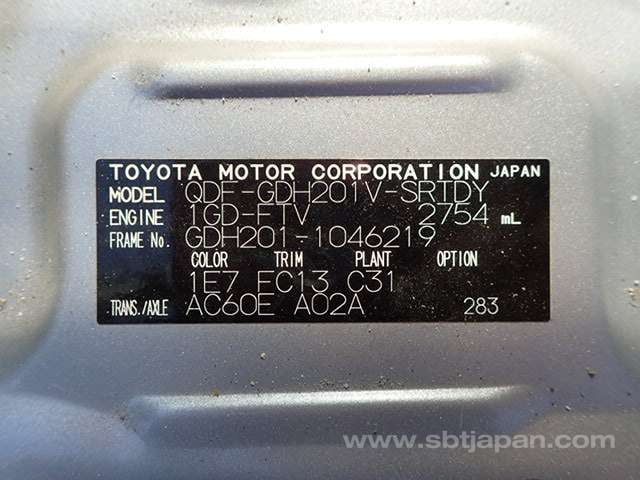 TOYOTA MOTOR CORPORATION JAPAN
MODEL QDF-GDH201V-SRTDY
ENGINE 1GD-FTV 2754 mL
FRAME No. GDH201-1046219
COLOR TRIM PLANT OPTION
1E7 FC13 C31
TRANS./AXLE AC60E A02A 283
www.sbtjapan.com